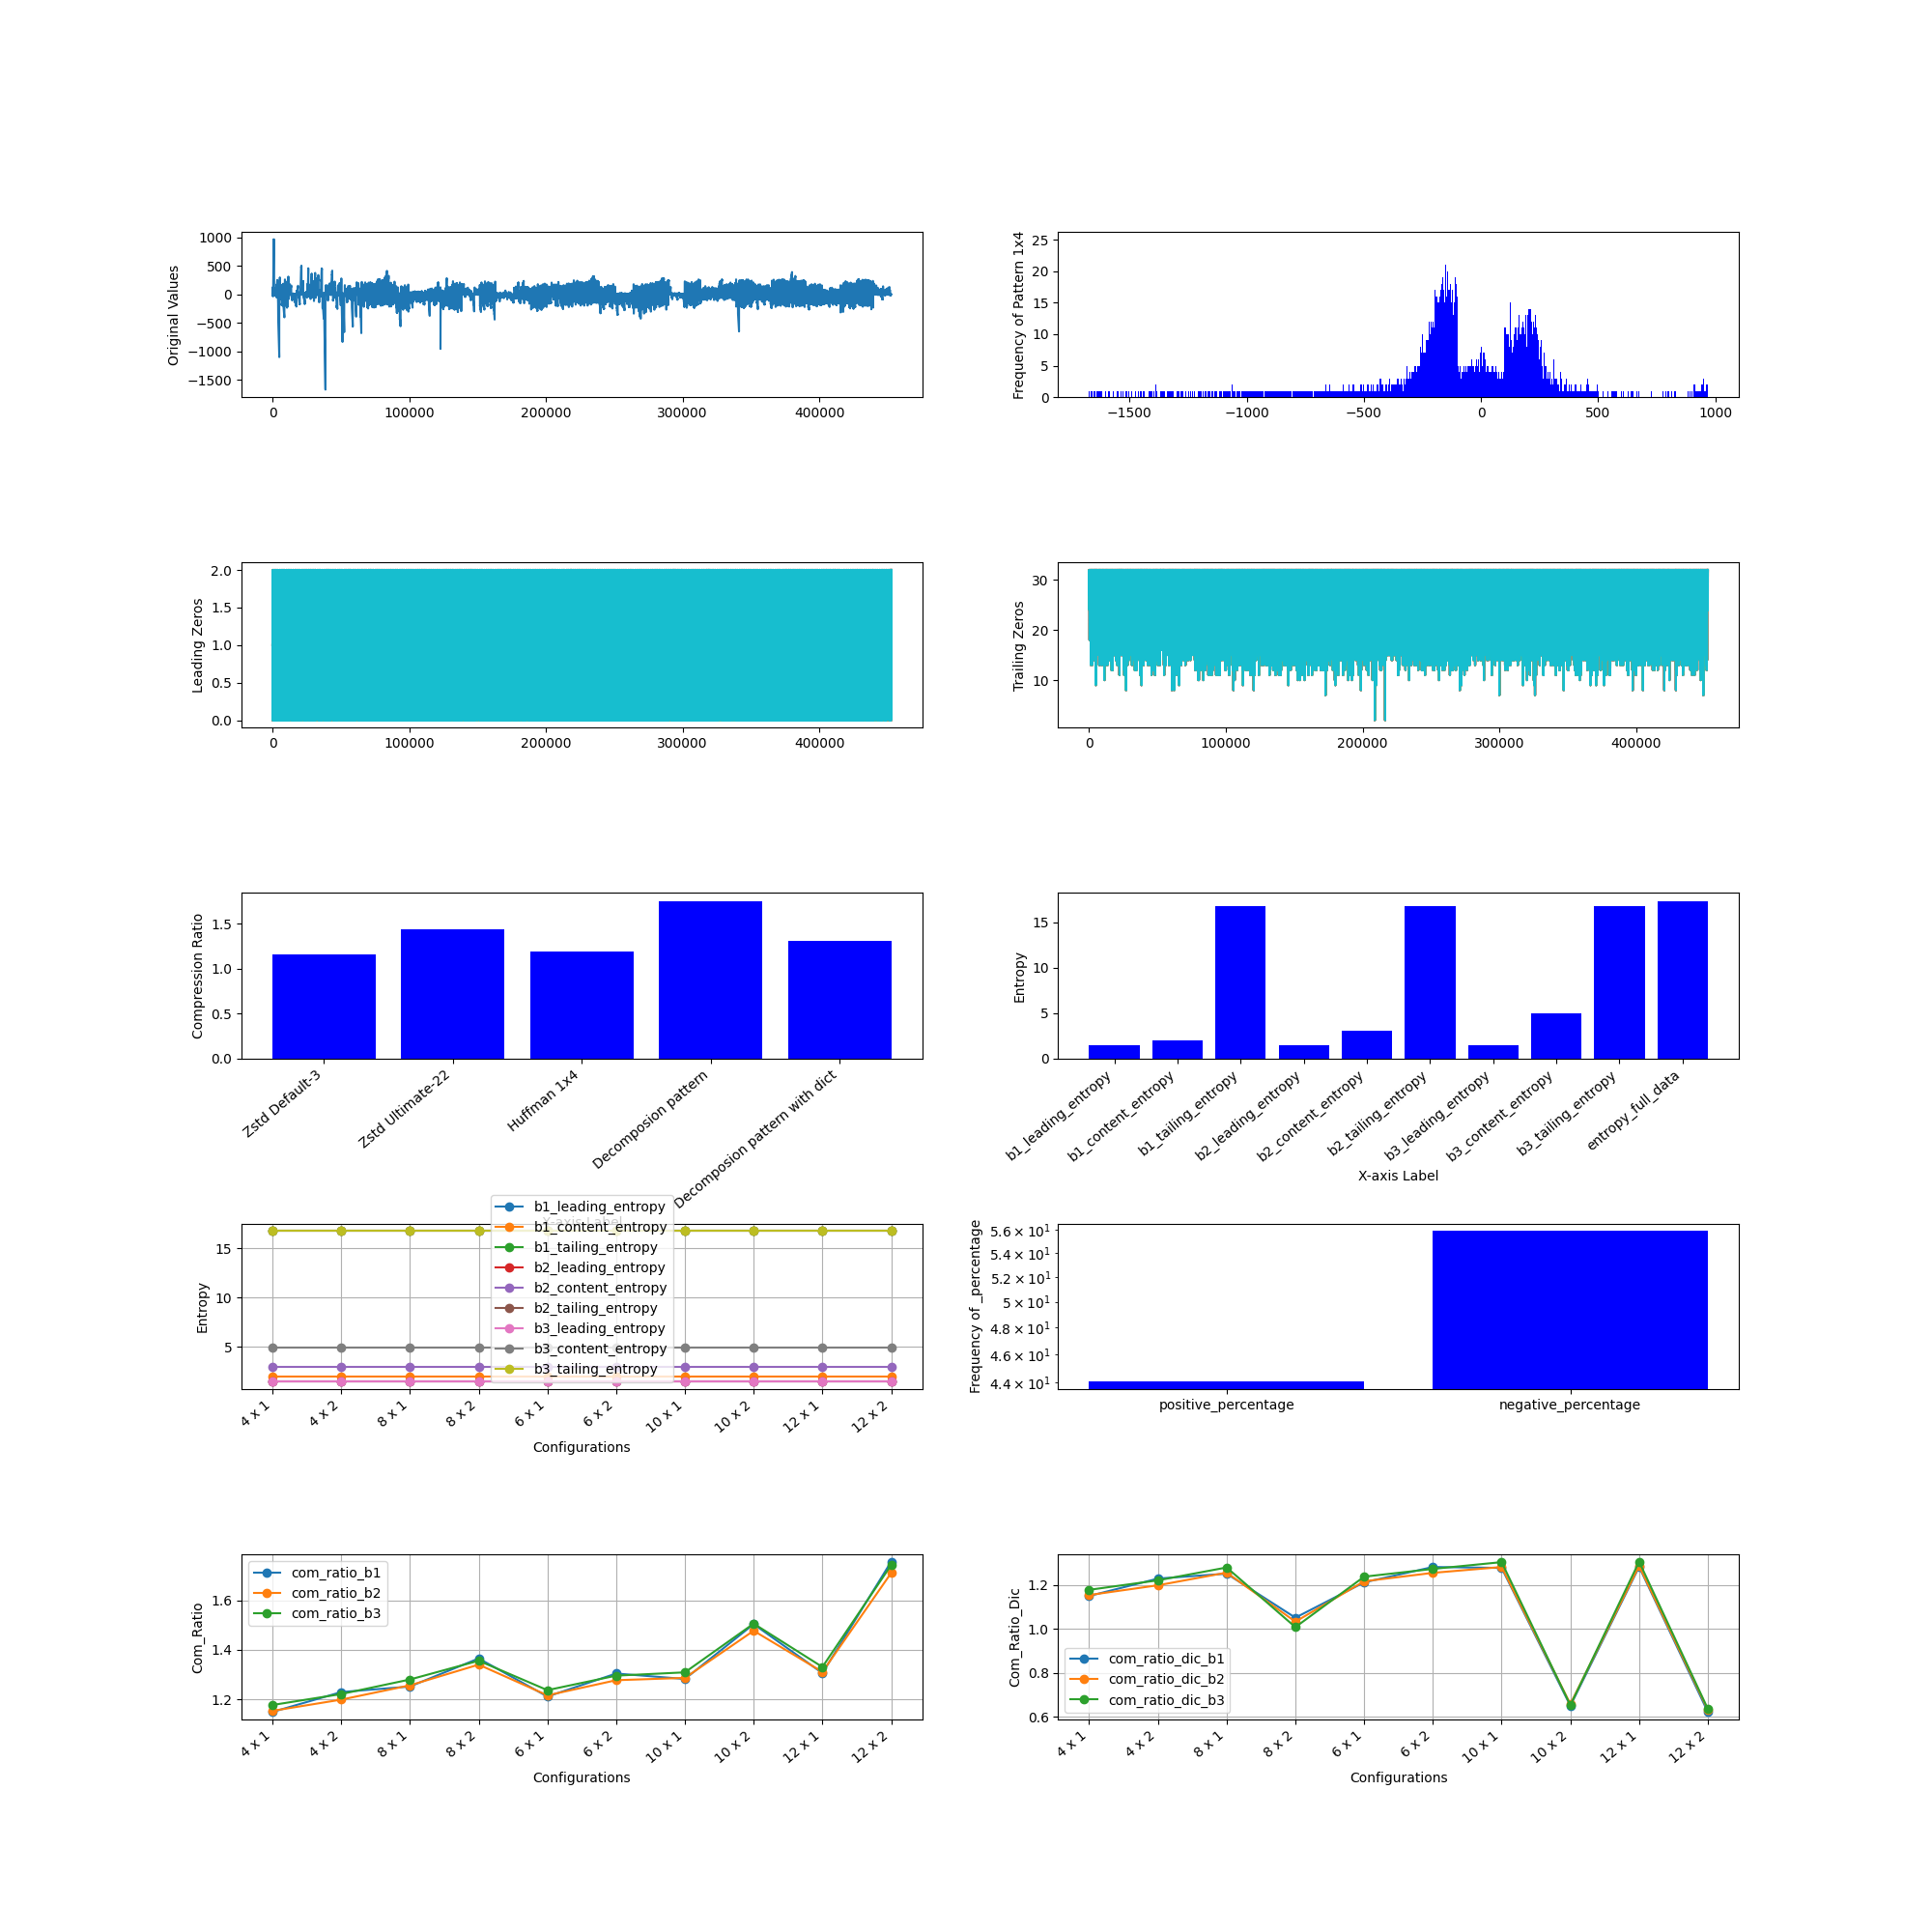 Original Values
1000
500
0
−500
−1000
−1500
0 100000 200000 300000 400000
Frequency of Pattern 1x4
25
20
15
10
5
0
−1500 −1000 −500 0 500 1000
Leading Zeros
2.0
1.5
1.0
0.5
0.0
0 100000 200000 300000 400000
Trailing Zeros
30
20
10
0 100000 200000 300000 400000
Compression Ratio
1.5
1.0
0.5
0.0
Zstd Default-3
Zstd Ultimate-22
Huffman 1x4
Decomposion pattern
Decomposion pattern with dict
X-axis Label
Entropy
15
10
5
0
b1_leading_entropy
b1_content_entropy
b1_tailing_entropy
b2_leading_entropy
b2_content_entropy
b2_tailing_entropy
b3_leading_entropy
b3_content_entropy
b3_tailing_entropy
entropy_full_data
X-axis Label
Entropy
15
10
5
b1_leading_entropy
b1_content_entropy
b1_tailing_entropy
b2_leading_entropy
b2_content_entropy
b2_tailing_entropy
b3_leading_entropy
b3_content_entropy
b3_tailing_entropy
4 x 1
4 x 2
8 x 1
8 x 2
6 x 1
6 x 2
10 x 1
10 x 2
12 x 1
12 x 2
Configurations
Frequency of _percentage
5.6 × 10¹
5.4 × 10¹
5.2 × 10¹
5 × 10¹
4.8 × 10¹
4.6 × 10¹
4.4 × 10¹
positive_percentage negative_percentage
Com_Ratio
1.6
1.4
1.2
com_ratio_b1
com_ratio_b2
com_ratio_b3
4 x 1
4 x 2
8 x 1
8 x 2
6 x 1
6 x 2
10 x 1
10 x 2
12 x 1
12 x 2
Configurations
Com_Ratio_Dic
1.2
1.0
0.8
0.6
com_ratio_dic_b1
com_ratio_dic_b2
com_ratio_dic_b3
4 x 1
4 x 2
8 x 1
8 x 2
6 x 1
6 x 2
10 x 1
10 x 2
12 x 1
12 x 2
Configurations